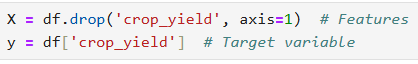 X = df.drop('crop_yield', axis=1)  # Features
y = df['crop_yield']  # Target variable